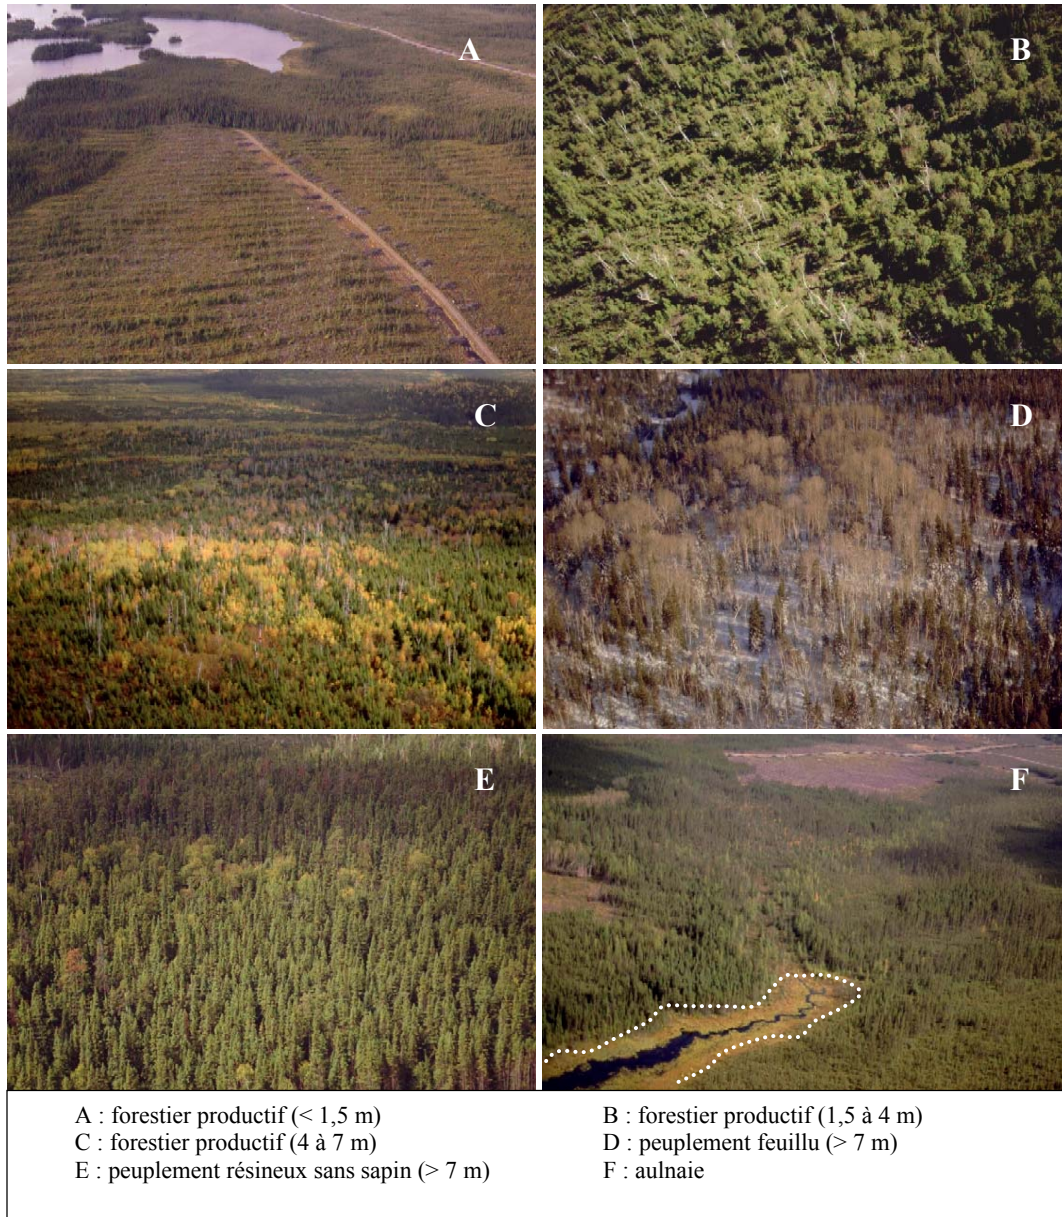 A
B
C
D
E
F
A : forestier productif (< 1,5 m)
B : forestier productif (1,5 à 4 m)
C : forestier productif (4 à 7 m)
D : peuplement feuillu (> 7 m)
E : peuplement résineux sans sapin (> 7 m)
F : aulnaie